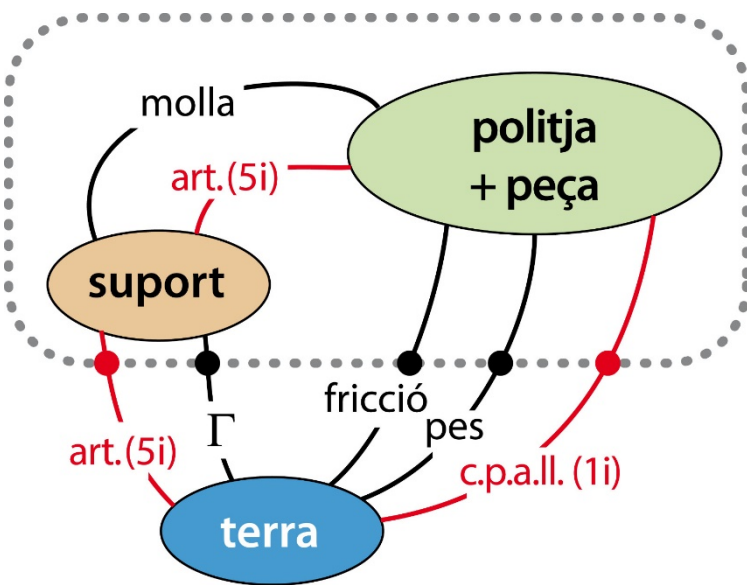 molla
politja
+ peça
art.(5i)
suport
fricció
Γ
pes
art.(5i)
c.p.a.ll. (1i)
terra